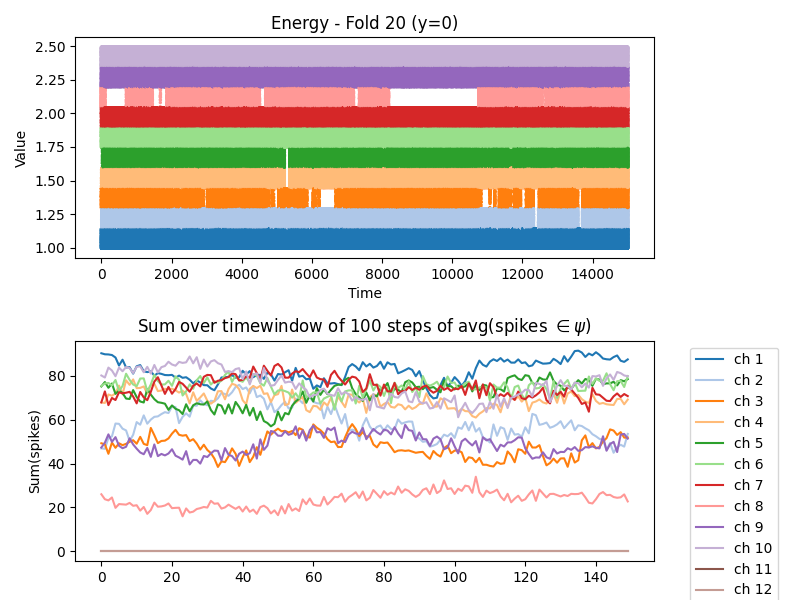 Energy - Fold 20 (y=0)
Value
2.50
2.25
2.00
1.75
1.50
1.25
1.00
0 2000 4000 6000 8000 10000 12000 14000
Time
Sum over timewindow of 100 steps of avg(spikes ∈ ψ)
Sum(spikes)
80
60
40
20
0
0 20 40 60 80 100 120 140
ch 1
ch 2
ch 3
ch 4
ch 5
ch 6
ch 7
ch 8
ch 9
ch 10
ch 11
ch 12